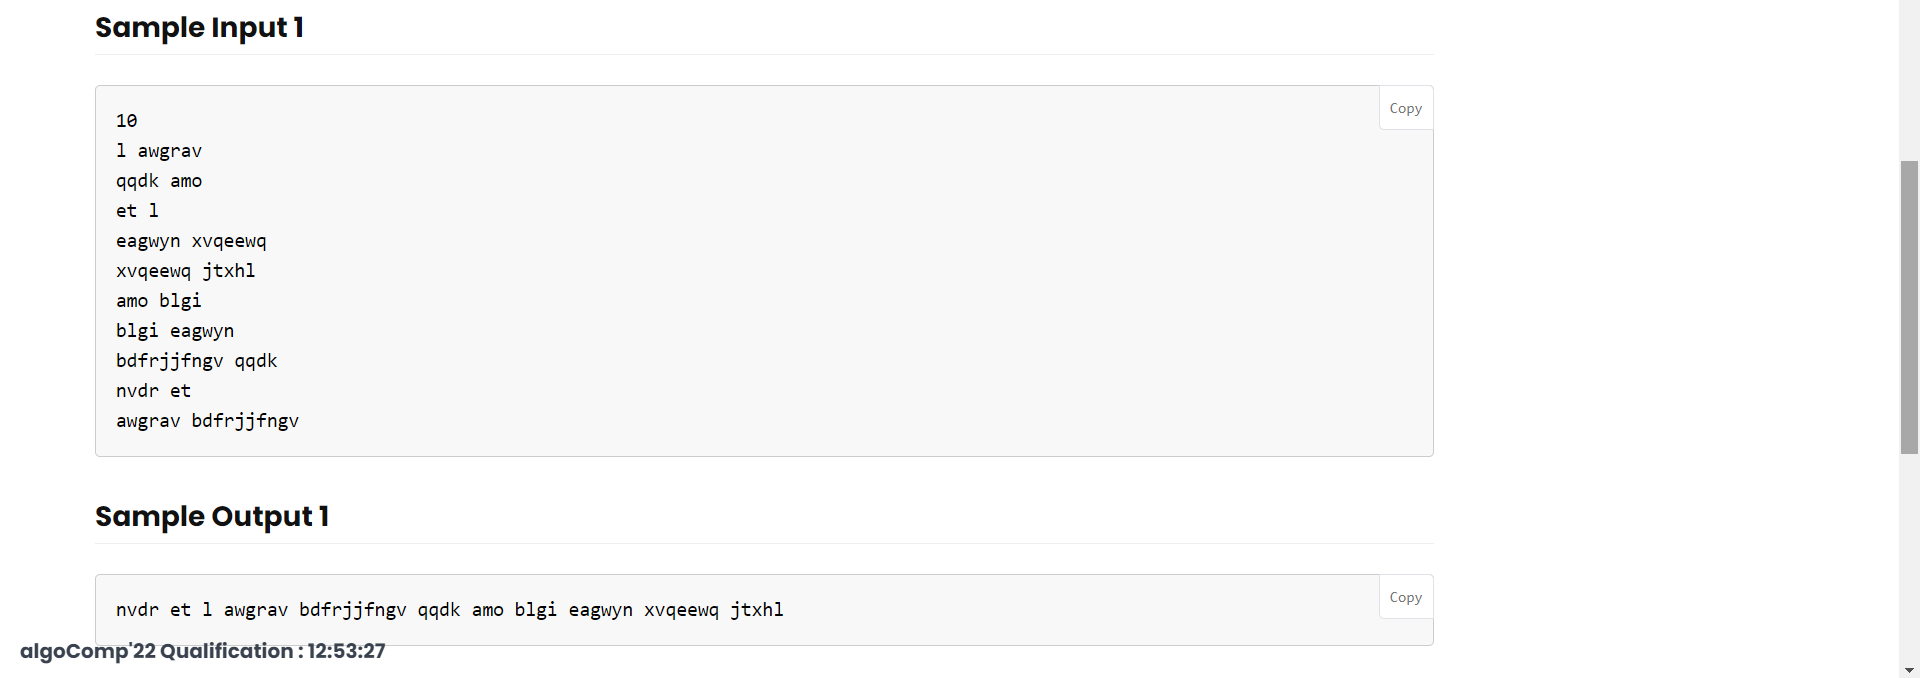 Sample Input 1
Copy
10
l awgrav
qqdk amo
et l
eagwyn xvqeewq
xvqeewq jtxhl
amo blgi
blgi eagwyn
bdfrjjfngv qqdk
nvdr et
awgrav bdfrjjfngv
Sample Output 1
Copy
nvdr et l awgrav bdfrjjfngv qqdk amo blgi eagwyn xvqeewq jtxhl
algoComp'22 Qualification : 12:53:27